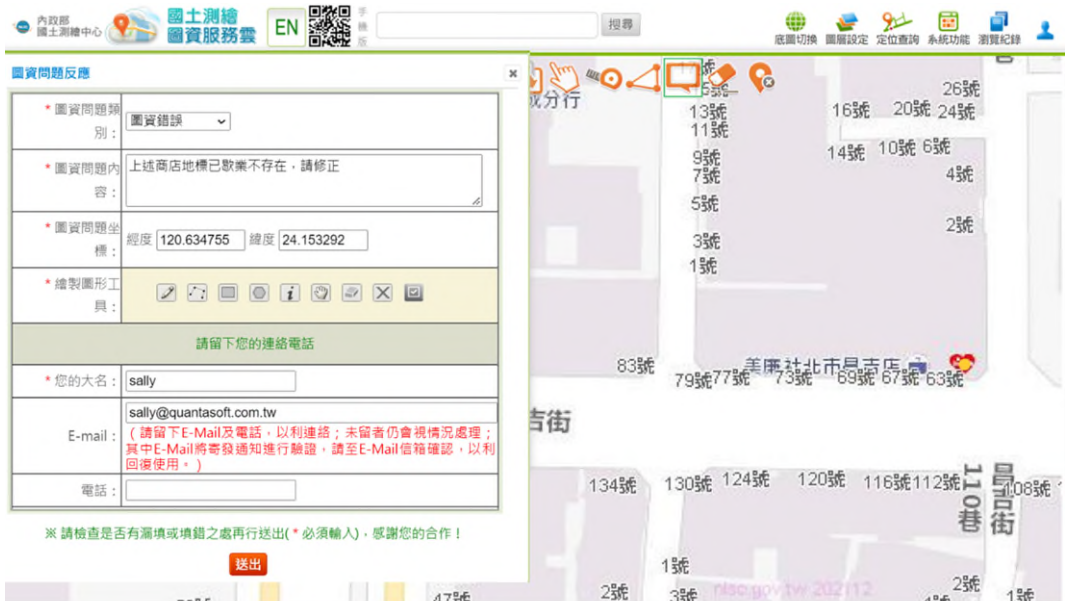 內政部
國土測繪中心
國土測繪
圖資服務雲
EN
手機版
搜尋
底圖切換
圖層設定
定位查詢
系統功能
瀏覽紀錄
圖資問題反應
* 圖資問題類別：
圖資錯誤
* 圖資問題內容：
上述商店地標已歇業不存在，請修正
* 圖資問題坐標：
經度 120.634755 緯度 24.153292
* 繪製圖形工具：
請留下您的連絡電話
* 您的大名：
sally
E-mail：
sally@quantasoft.com.tw
（請留下E-Mail及電話，以利連絡；未留者仍會視情況處理；
其中E-Mail將寄發通知進行驗證，請至E-Mail信箱確認，以利
回復使用。）
電話：
※ 請檢查是否有漏填或填錯之處再行送出( * 必須輸入)，感謝您的合作！
送出
成分行
13號
11號
9號
7號
5號
3號
1號
26號
16號
20號
24號
14號
10號
6號
4號
2號
83號
美廉社北市昌吉店
79號
77號
73號
69號
67號
63號
吉街
134號
130號
124號
120號
116號
112號
108號
110巷
昌吉街
1號
3號
2號
47號
2號
1號
nlsc.gov.tw 202112